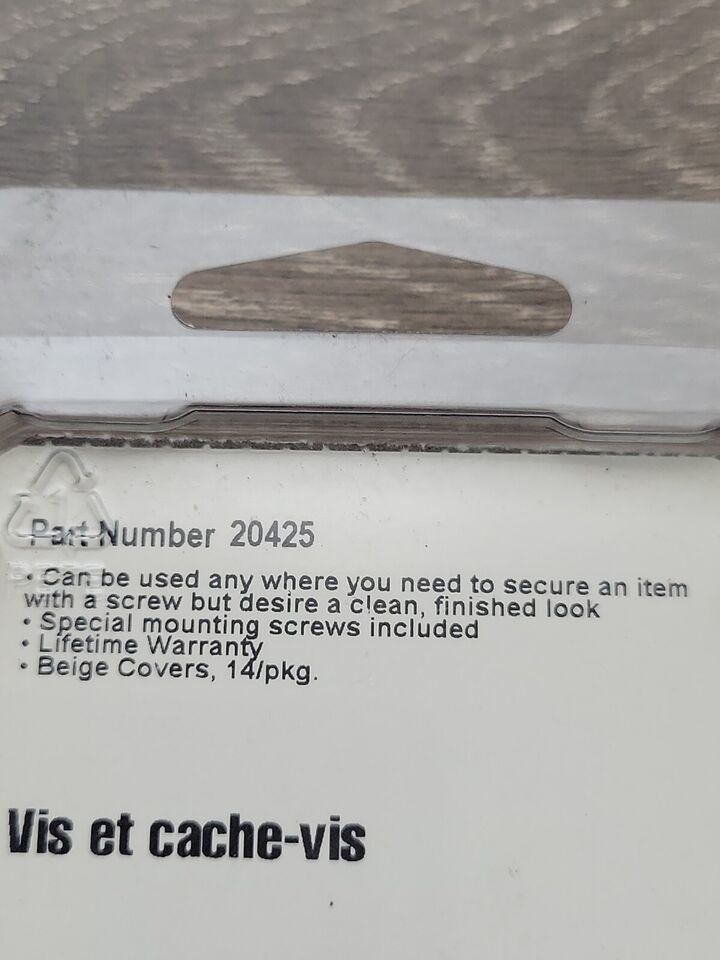 Part Number 20425
• Can be used any where you need to secure an item
with a screw but desire a clean, finished look
• Special mounting screws included
• Lifetime Warranty
• Beige Covers, 14/pkg.
Vis et cache-vis